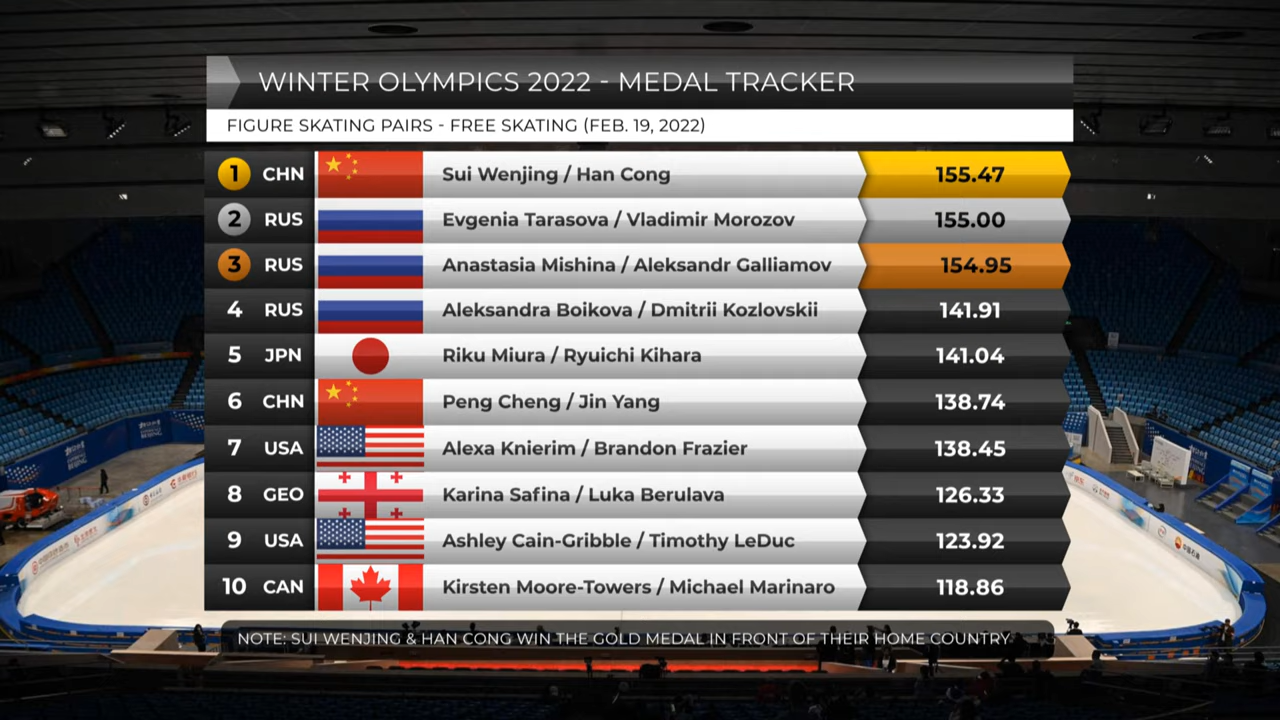 WINTER OLYMPICS 2022 - MEDAL TRACKER
FIGURE SKATING PAIRS - FREE SKATING (FEB. 19, 2022)
1 CHN Sui Wenjing / Han Cong 155.47
2 RUS Evgenia Tarasova / Vladimir Morozov 155.00
3 RUS Anastasia Mishina / Aleksandr Galliamov 154.95
4 RUS Aleksandra Boikova / Dmitrii Kozlovskii 141.91
5 JPN Riku Miura / Ryuichi Kihara 141.04
6 CHN Peng Cheng / Jin Yang 138.74
7 USA Alexa Knierim / Brandon Frazier 138.45
8 GEO Karina Safina / Luka Berulava 126.33
9 USA Ashley Cain-Gribble / Timothy LeDuc 123.92
10 CAN Kirsten Moore-Towers / Michael Marinaro 118.86
NOTE: SUI WENJING & HAN CONG WIN THE GOLD MEDAL IN FRONT OF THEIR HOME COUNTRY.